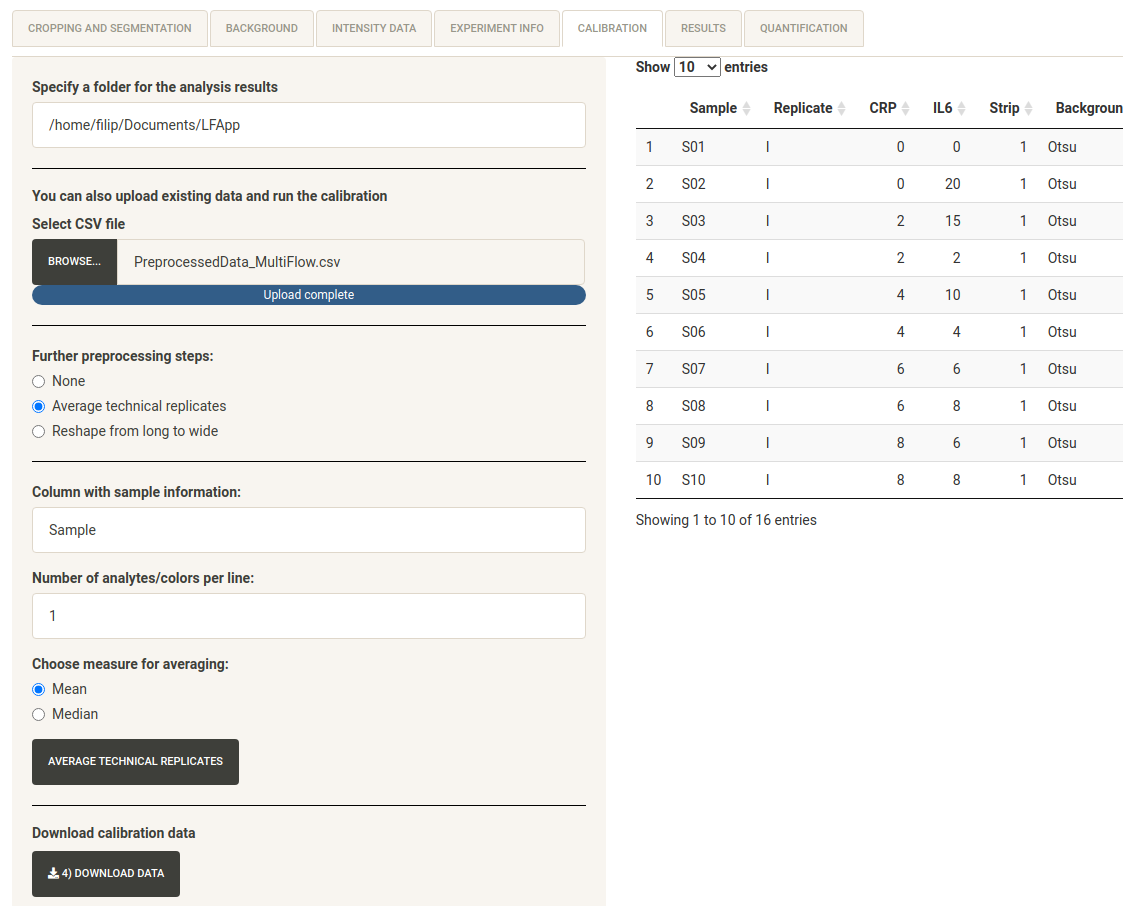 CROPPING AND SEGMENTATION BACKGROUND INTENSITY DATA EXPERIMENT INFO CALIBRATION RESULTS QUANTIFICATION
Specify a folder for the analysis results
/home/filip/Documents/LFApp
You can also upload existing data and run the calibration
Select CSV file
BROWSE... PreprocessedData_MultiFlow.csv
Upload complete
Further preprocessing steps:
None
Average technical replicates
Reshape from long to wide
Column with sample information:
Sample
Number of analytes/colors per line:
1
Choose measure for averaging:
Mean
Median
AVERAGE TECHNICAL REPLICATES
Download calibration data
4) DOWNLOAD DATA
Show 10 entries
Sample Replicate CRP IL6 Strip Backgroun
1 S01 I 0 0 1 Otsu
2 S02 I 0 20 1 Otsu
3 S03 I 2 15 1 Otsu
4 S04 I 2 2 1 Otsu
5 S05 I 4 10 1 Otsu
6 S06 I 4 4 1 Otsu
7 S07 I 6 6 1 Otsu
8 S08 I 6 8 1 Otsu
9 S09 I 8 6 1 Otsu
10 S10 I 8 8 1 Otsu
Showing 1 to 10 of 16 entries